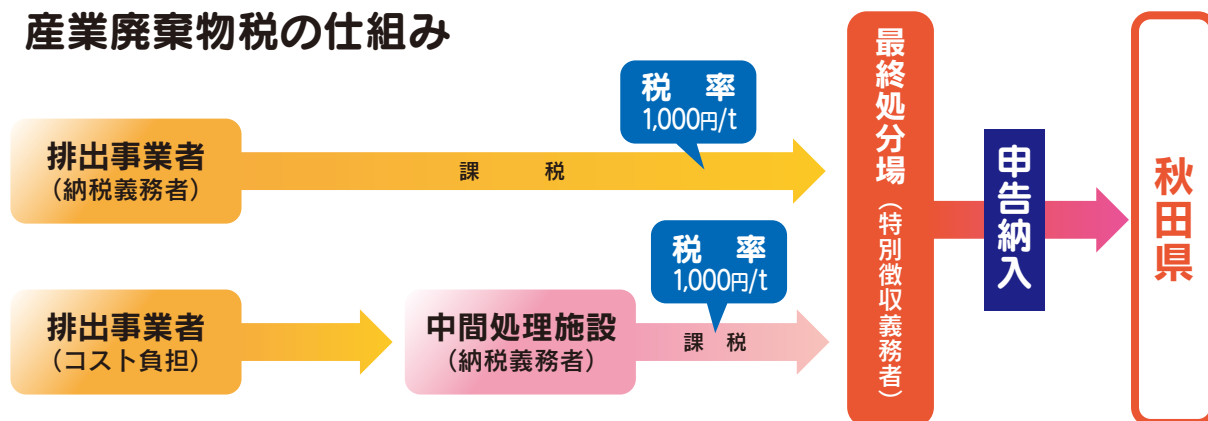 産業廃棄物税の仕組み
税 率
1,000円/t
排出事業者
(納税義務者)
課 税
税 率
1,000円/t
排出事業者
(コスト負担)
中間処理施設
(納税義務者)
課 税
最終処分場(特別徴収義務者)
申告納入
秋田県